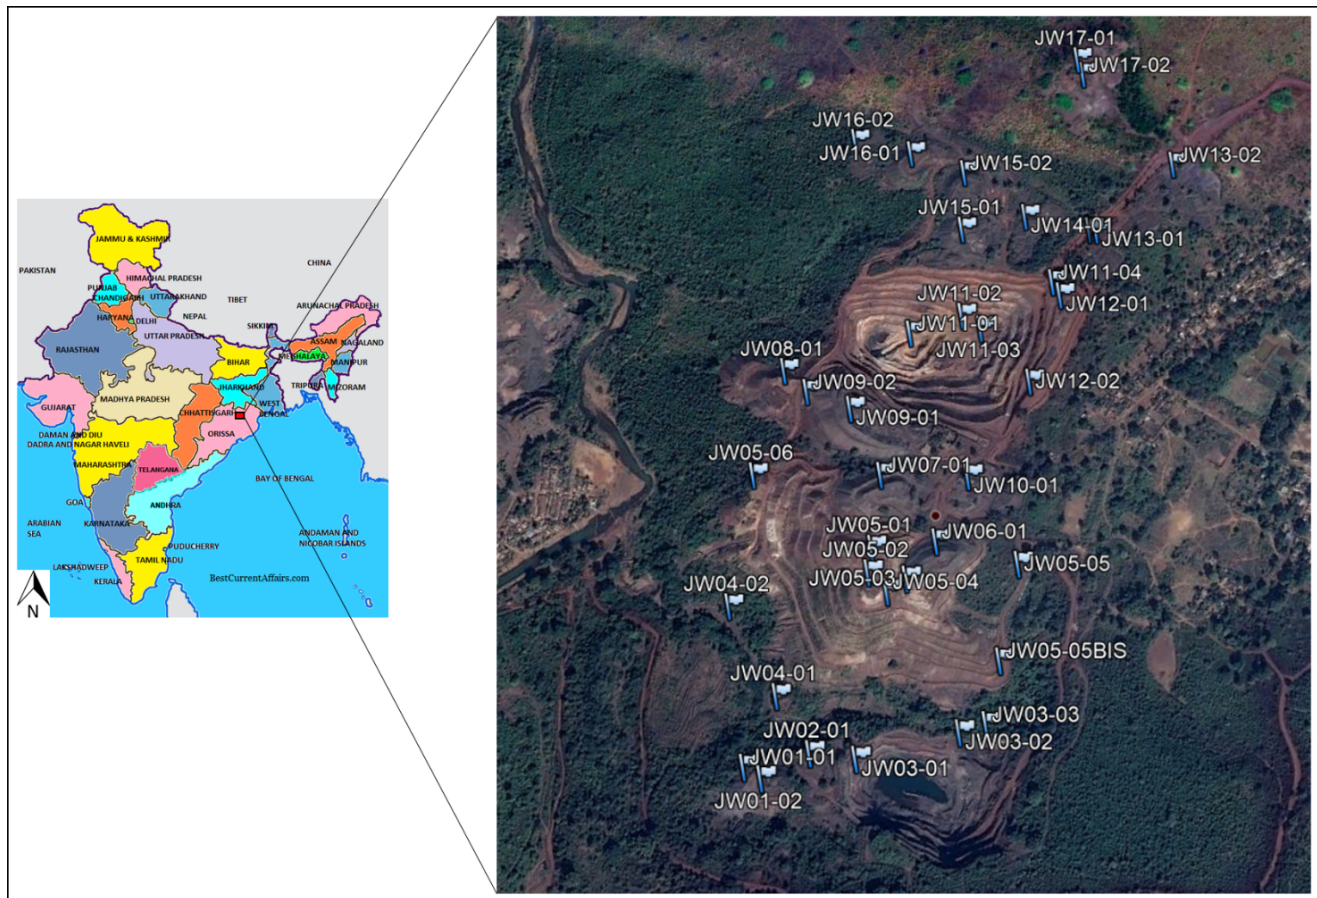 JAMMU & KASHMIR
PAKISTAN
CHINA
HIMACHAL PRADESH
PUNJAB
CHANDIGARH
UTTARAKHAND
TIBET
ARUNACHAL PRADESH
HARYANA
DELHI
NEPAL
SIKKIM
UTTAR PRADESH
ASSAM
NAGALAND
RAJASTHAN
BIHAR
MEGHALAYA
MANIPUR
JHARKHAND
TRIPURA
MIZORAM
MADHYA PRADESH
WEST
BENGAL
GUJARAT
CHHATTISGARH
ORISSA
DAMAN AND DIU
DADRA AND NAGAR HAVELI
MAHARASHTRA
TELANGANA
BAY OF BENGAL
GOA
ANDHRA
ARABIAN
SEA
KARNATAKA
ANDAMAN AND
NICOBAR ISLANDS
PUDUCHERRY
TAMIL NADU
LAKSHADWEEP
KERALA
BestCurrentAffairs.com
N
JW17-01
JW17-02
JW16-02
JW16-01
JW15-02
JW13-02
JW15-01
JW14-01
JW13-01
JW11-04
JW11-02
JW12-01
JW11-01
JW11-03
JW08-01
JW09-02
JW12-02
JW09-01
JW05-06
JW07-01
JW10-01
JW05-01
JW06-01
JW05-02
JW05-05
JW05-03
JW05-04
JW04-02
JW05-05BIS
JW04-01
JW03-03
JW02-01
JW03-02
JW01-01
JW03-01
JW01-02